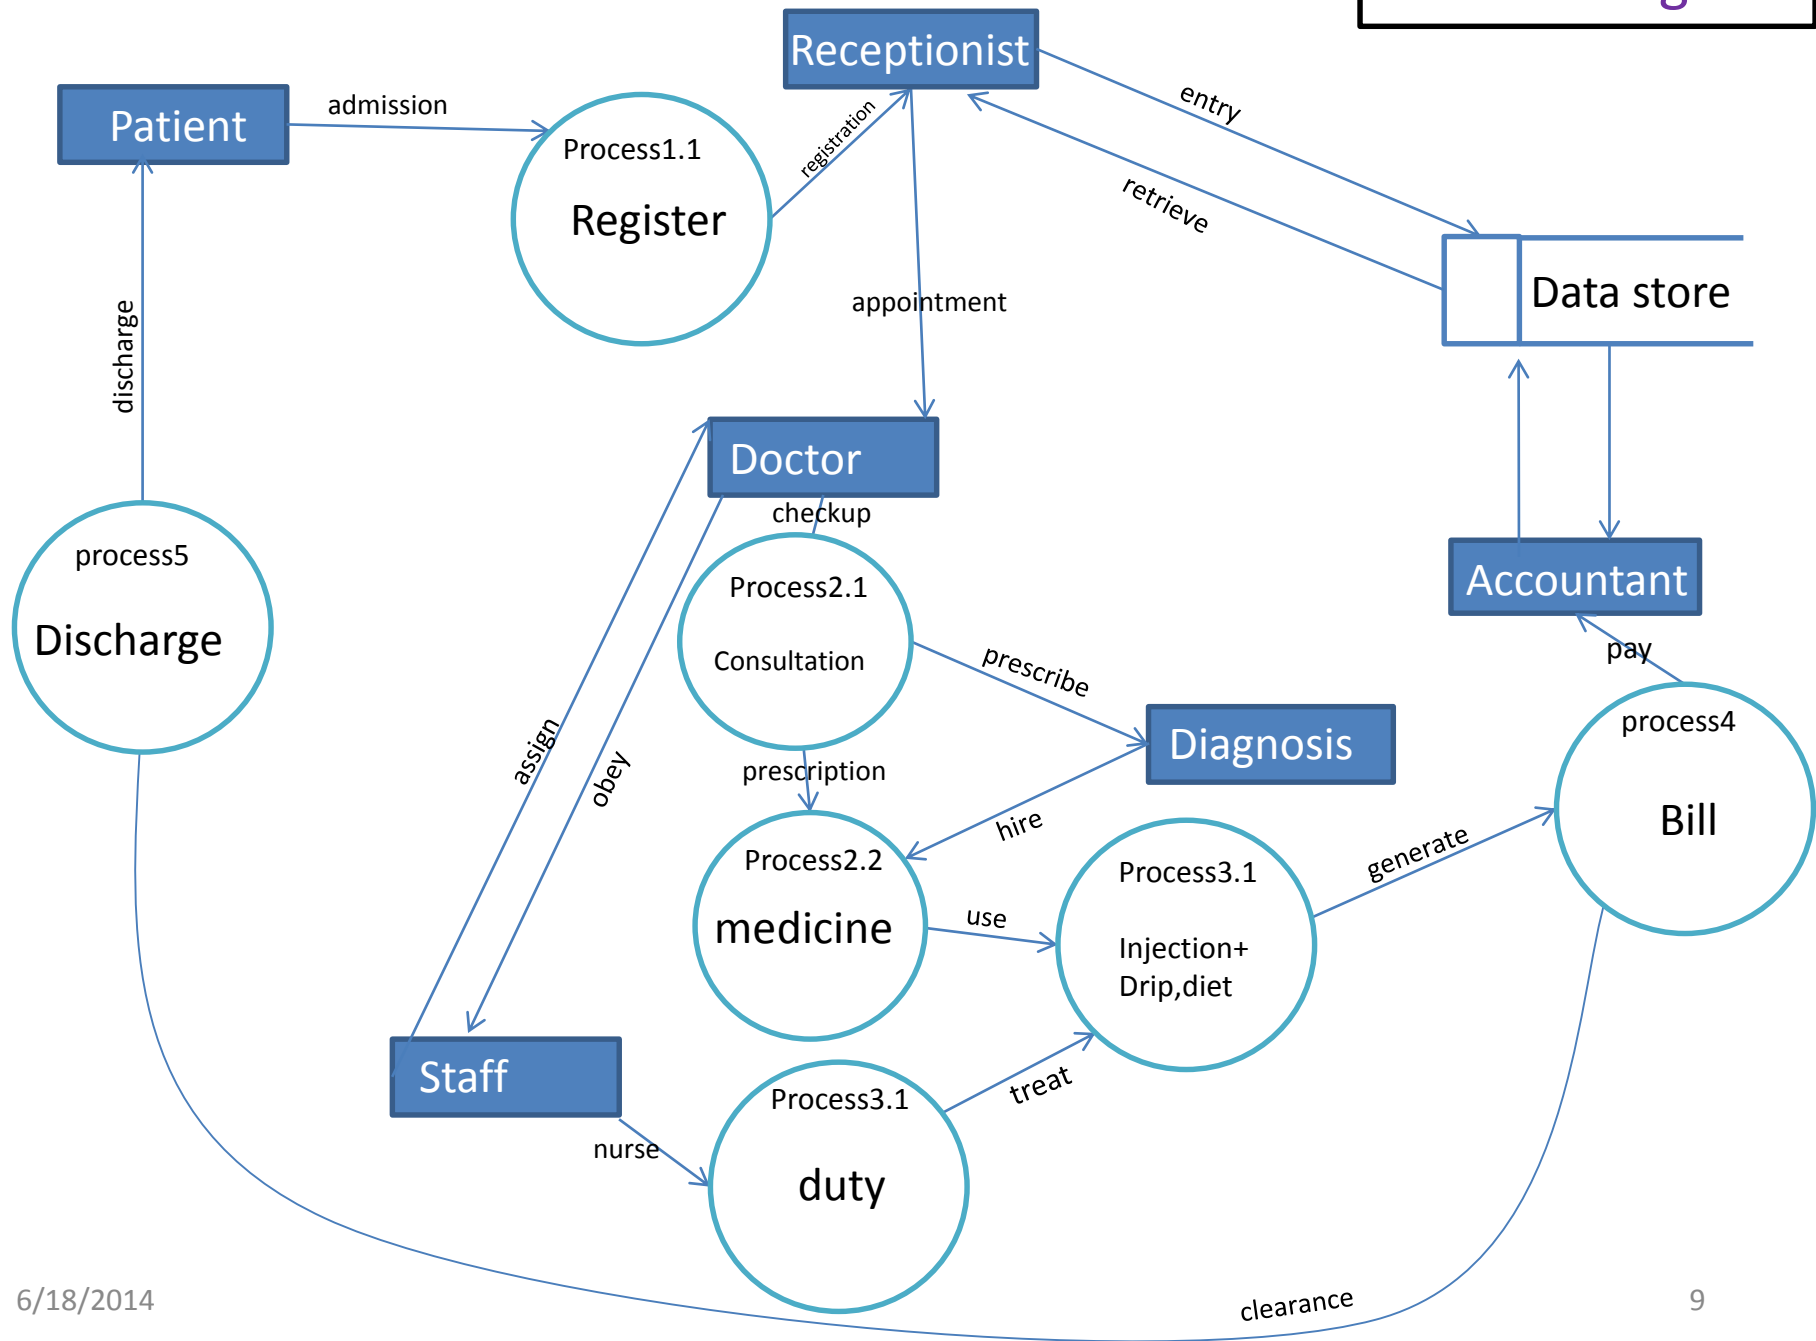 Receptionist
Patient
admission
entry
Process1.1
registration
Register
retrieve
Data store
appointment
discharge
Doctor
checkup
process5
Discharge
Process2.1
Consultation
Accountant
pay
prescribe
process4
Diagnosis
assign
obey
prescription
hire
Bill
generate
Process2.2
medicine
use
Process3.1
Injection+
Drip,diet
Staff
treat
Process3.1
nurse
duty
clearance
6/18/2014
9